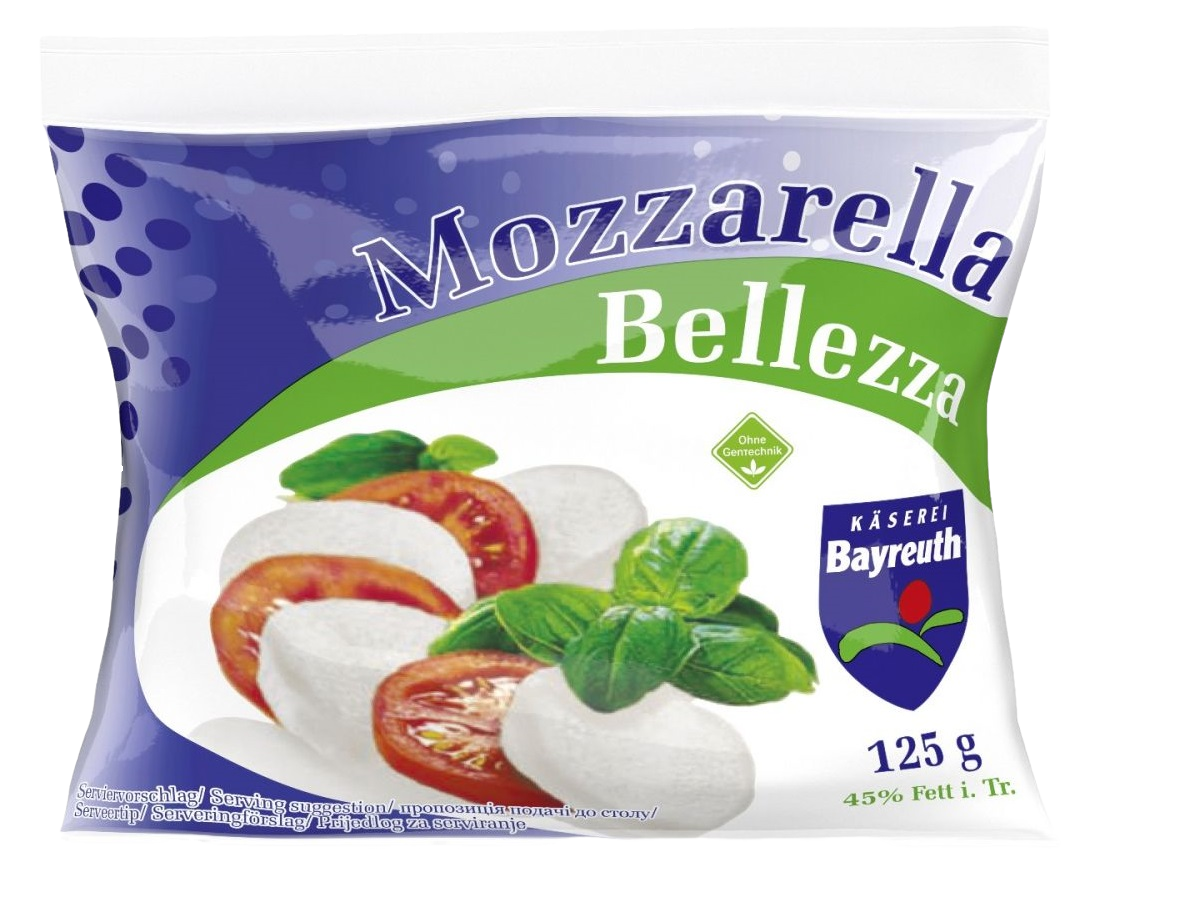 Mozzarella
Bellezza
Ohne
Gentechnik
KÄSEREI
Bayreuth
125 g
45% Fett i. Tr.
Serviervorschlag/ Serving suggestion/ пропозиція подачі до столу/
Serveertip/ Serveringförslag/ Prijedlog za serviranje